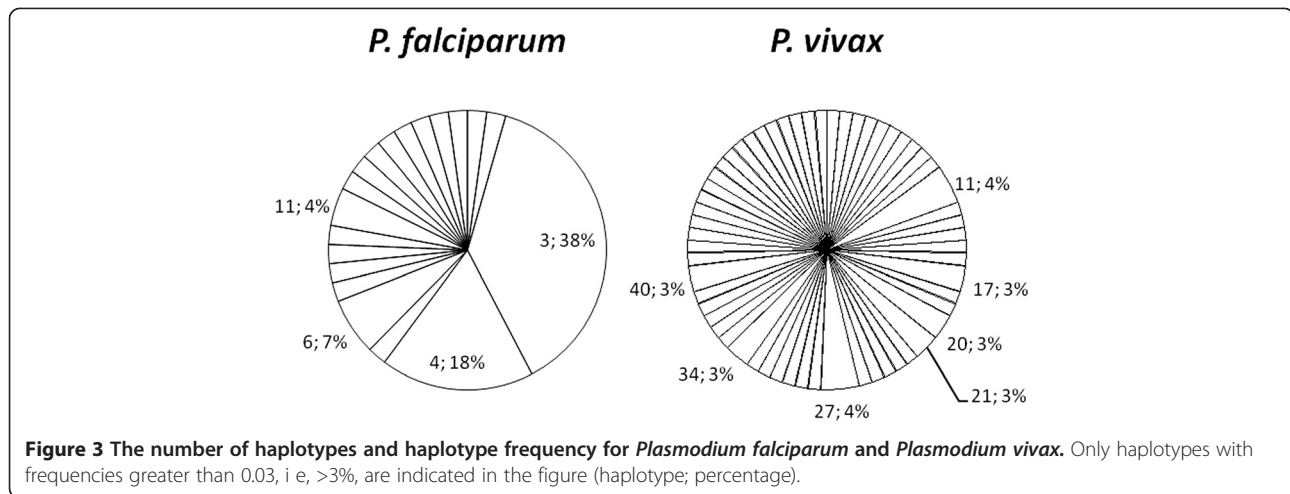 P. falciparum
P. vivax
11; 4%
3; 38%
6; 7%
4; 18%
11; 4%
40; 3%
17; 3%
20; 3%
34; 3%
21; 3%
27; 4%
Figure 3 The number of haplotypes and haplotype frequency for Plasmodium falciparum and Plasmodium vivax. Only haplotypes with
frequencies greater than 0.03, i e, >3%, are indicated in the figure (haplotype; percentage).